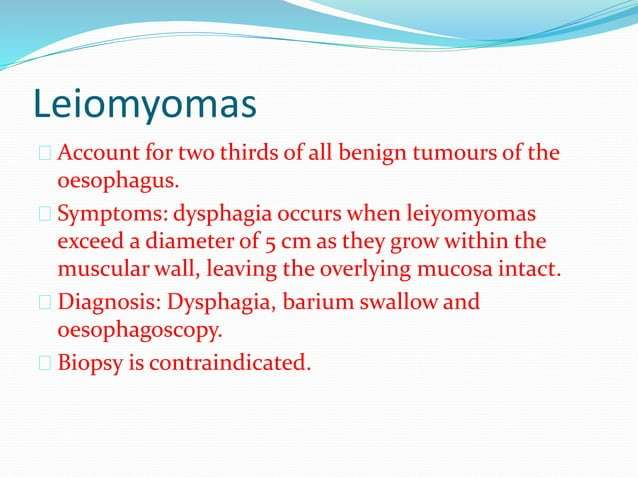 Leiomyomas
Account for two thirds of all benign tumours of the
oesophagus.
Symptoms: dysphagia occurs when leiyomyomas
exceed a diameter of 5 cm as they grow within the
muscular wall, leaving the overlying mucosa intact.
Diagnosis: Dysphagia, barium swallow and
oesophagoscopy.
Biopsy is contraindicated.